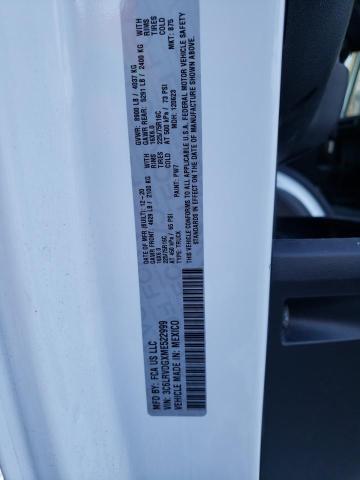 MFD BY: FCA US LLC
DATE OF MFR (BUILT): 12-20
GVWR: 8900 LB / 4037 KG
GAWR FRONT: 4629 LB / 2100 KG
WITH
GAWR REAR: 5291 LB / 2400 KG
WITH
16X6.0
RIMS
16X6.0
RIMS
225/75R16C
TIRES
225/75R16C
TIRES
AT 450 kPa / 65 PSI
COLD
AT 500 kPa / 73 PSI
COLD
TYPE: TRUCK
PAINT: PW7
MDH: 120623
MKT: B75
THIS VEHICLE CONFORMS TO ALL APPLICABLE U.S.A. FEDERAL MOTOR VEHICLE SAFETY
STANDARDS IN EFFECT ON THE DATE OF MANUFACTURE SHOWN ABOVE.
3C6LRVDGXME522999
VEHICLE MADE IN: MEXICO